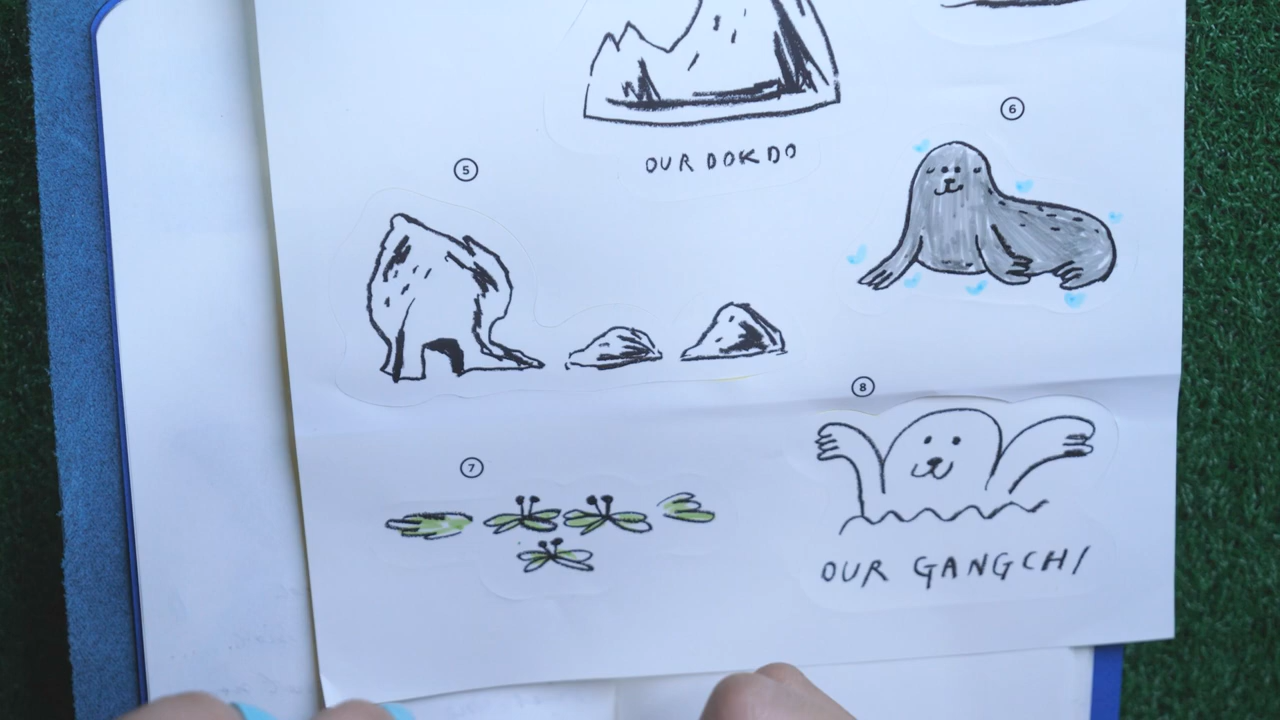 ⑥
OUR DOKDO
⑤
⑧
⑦
OUR GANGCHI